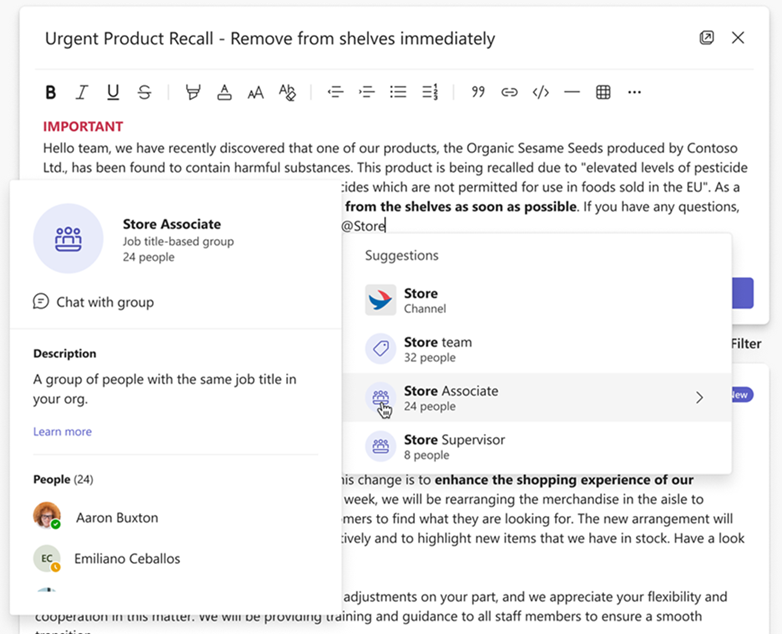 Urgent Product Recall - Remove from shelves immediately
B I U S
IMPORTANT
Hello team, we have recently discovered that one of our products, the Organic Sesame Seeds produced by Contoso
Ltd., has been found to contain harmful substances. This product is being recalled due to "elevated levels of pesticide
cides which are not permitted for use in foods sold in the EU". As a
from the shelves as soon as possible. If you have any questions,
@Store
Store Associate
Job title-based group
24 people
Chat with group
Description
A group of people with the same job title in
your org.
Learn more
People (24)
Aaron Buxton
EC
Emiliano Ceballos
Suggestions
Store
Channel
Store team
32 people
Store Associate
24 people
Store Supervisor
8 people
Filter
New
this change is to enhance the shopping experience of our
week, we will be rearranging the merchandise in the aisle to
mers to find what they are looking for. The new arrangement will
tively and to highlight new items that we have in stock. Have a look
adjustments on your part, and we appreciate your flexibility and
cooperation in this matter. We will be providing training and guidance to all staff members to ensure a smooth